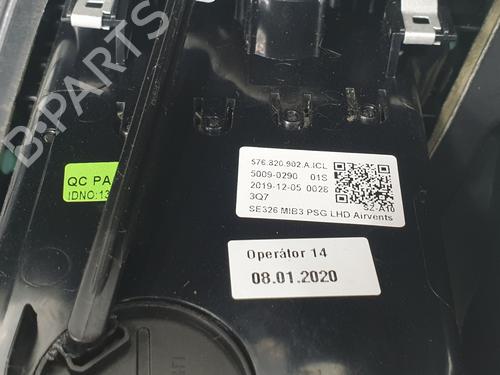 B-PARTS
QC PA
IDNO:13
576.820.902.A.ICL
5009-0290 01S
2019-12-05 0028
3Q7
S2-A10
SE326 MIB3 PSG LHD Airvents
Operátor 14
08.01.2020